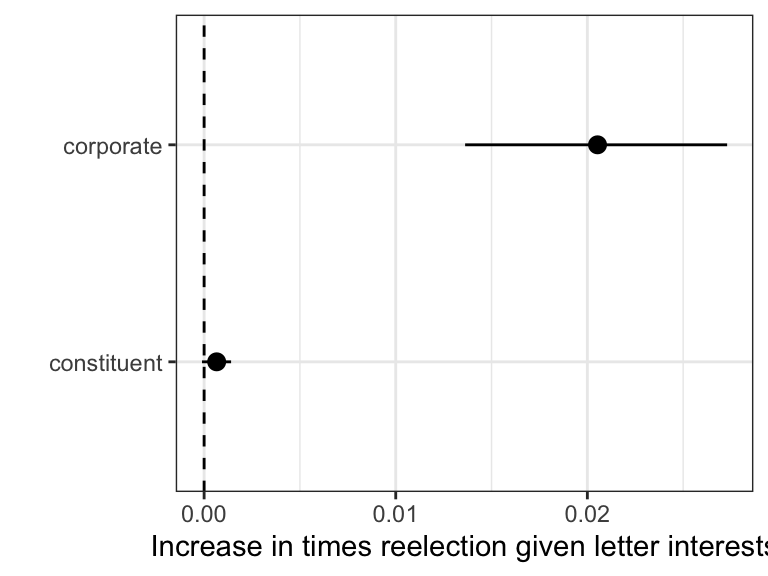 corporate
constituent
0.00 0.01 0.02
Increase in times reelection given letter interests